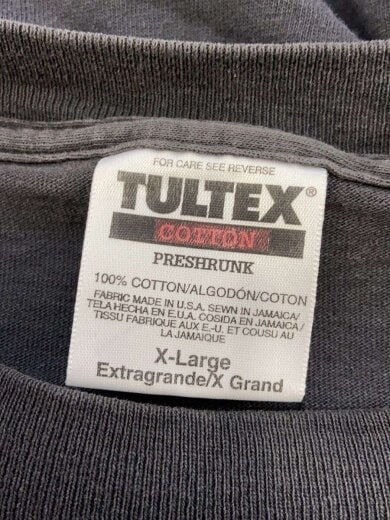 FOR CARE SEE REVERSE
TULTEX®
COTTON
PRESHRUNK
100% COTTON/ALGODÓN/COTON
FABRIC MADE IN U.S.A. SEWN IN JAMAICA/
TELA HECHA EN E.U.A. COSIDA EN JAMAICA/
TISSU FABRIQUE AUX E.-U. ET COUSU AU
LA JAMAIQUE
X-Large
Extragrande/X Grand